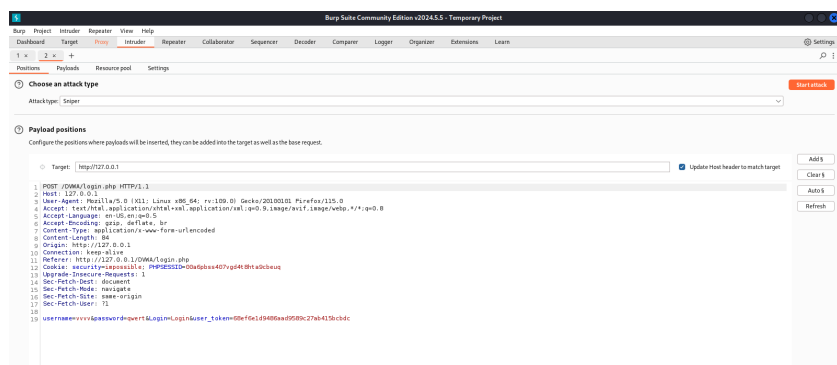 Burp Suite Community Edition v2024.5.5 - Temporary Project
Burp Project Intruder Repeater View Help
Dashboard Target Proxy Intruder Repeater Collaborator Sequencer Decoder Comparer Logger Organizer Extensions Learn Settings
1 × 2 × +
Positions Payloads Resource pool Settings
? Choose an attack type Start attack
Attack type: Sniper
? Payload positions
Configure the positions where payloads will be inserted, they can be added into the target as well as the base request.
Target: http://127.0.0.1 Update Host header to match target
Add §
Clear §
Auto §
Refresh
1 POST /DVWA/login.php HTTP/1.1
2 Host: 127.0.0.1
3 User-Agent: Mozilla/5.0 (X11; Linux x86_64; rv:109.0) Gecko/20100101 Firefox/115.0
4 Accept: text/html,application/xhtml+xml,application/xml;q=0.9,image/avif,image/webp,*/*;q=0.8
5 Accept-Language: en-US,en;q=0.5
6 Accept-Encoding: gzip, deflate, br
7 Content-Type: application/x-www-form-urlencoded
8 Content-Length: 84
9 Origin: http://127.0.0.1
10 Connection: keep-alive
11 Referer: http://127.0.0.1/DVWA/login.php
12 Cookie: security=impossible; PHPSESSID=00a6pbss407vgd4t8hta9cbeuq
13 Upgrade-Insecure-Requests: 1
14 Sec-Fetch-Dest: document
15 Sec-Fetch-Mode: navigate
16 Sec-Fetch-Site: same-origin
17 Sec-Fetch-User: ?1
18
19 username=vvvv&password=qwert&Login=Login&user_token=68ef6e1d9486aad9589c27ab415bcbdc